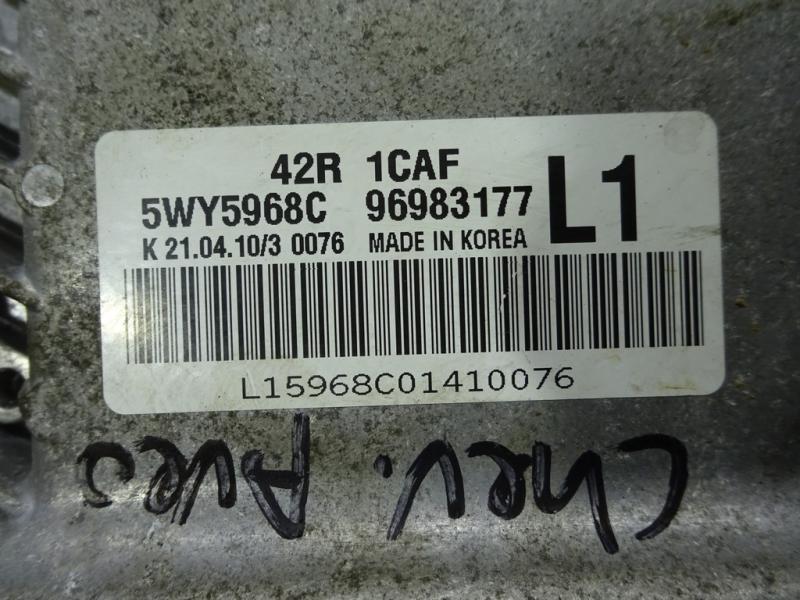 42R 1CAF
5WY5968C 96983177 L1
K 21.04.10/3 0076 MADE IN KOREA
L15968C01410076
Chev. Aveo